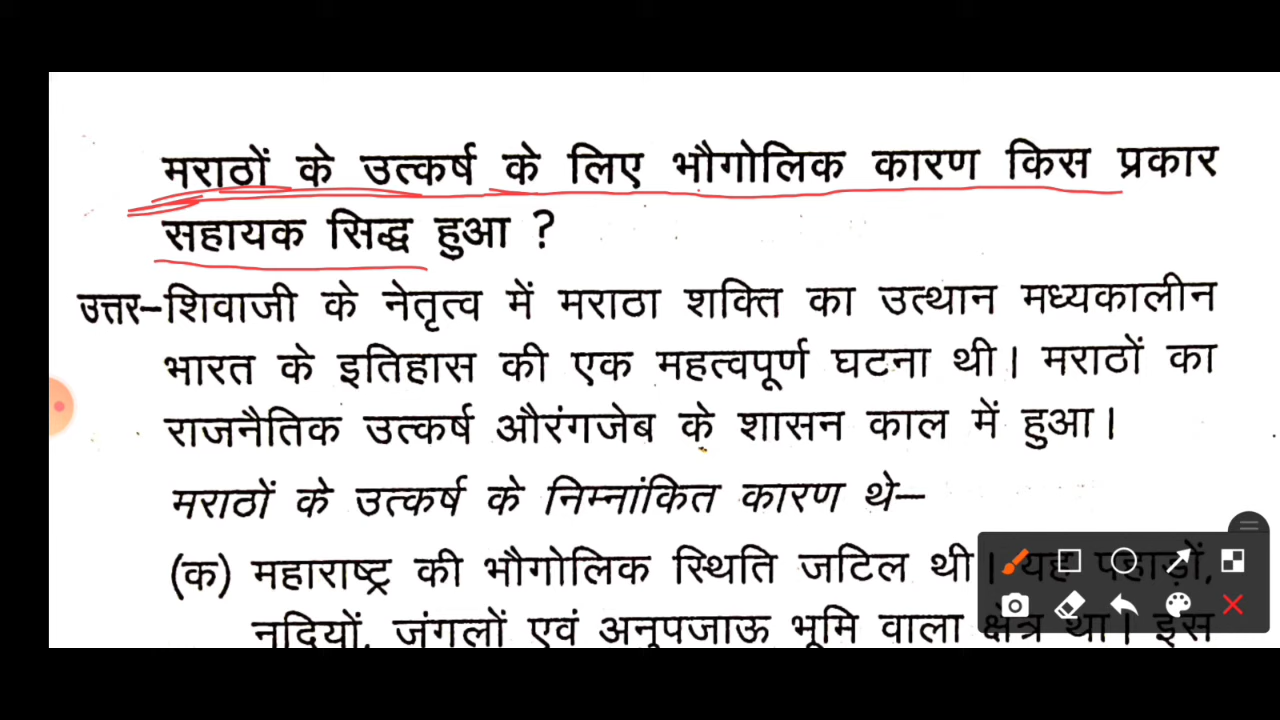 मराठों के उत्कर्ष के लिए भौगोलिक कारण किस प्रकार
सहायक सिद्ध हुआ ?
उत्तर–शिवाजी के नेतृत्व में मराठा शक्ति का उत्थान मध्यकालीन
भारत के इतिहास की एक महत्वपूर्ण घटना थी। मराठों का
राजनैतिक उत्कर्ष औरंगजेब के शासन काल में हुआ।
मराठों के उत्कर्ष के निम्नांकित कारण थे–
(क) महाराष्ट्र की भौगोलिक स्थिति जटिल थी। यह पहाड़ों,
नदियों, जंगलों एवं अनुपजाऊ भूमि वाला क्षेत्र था। इस